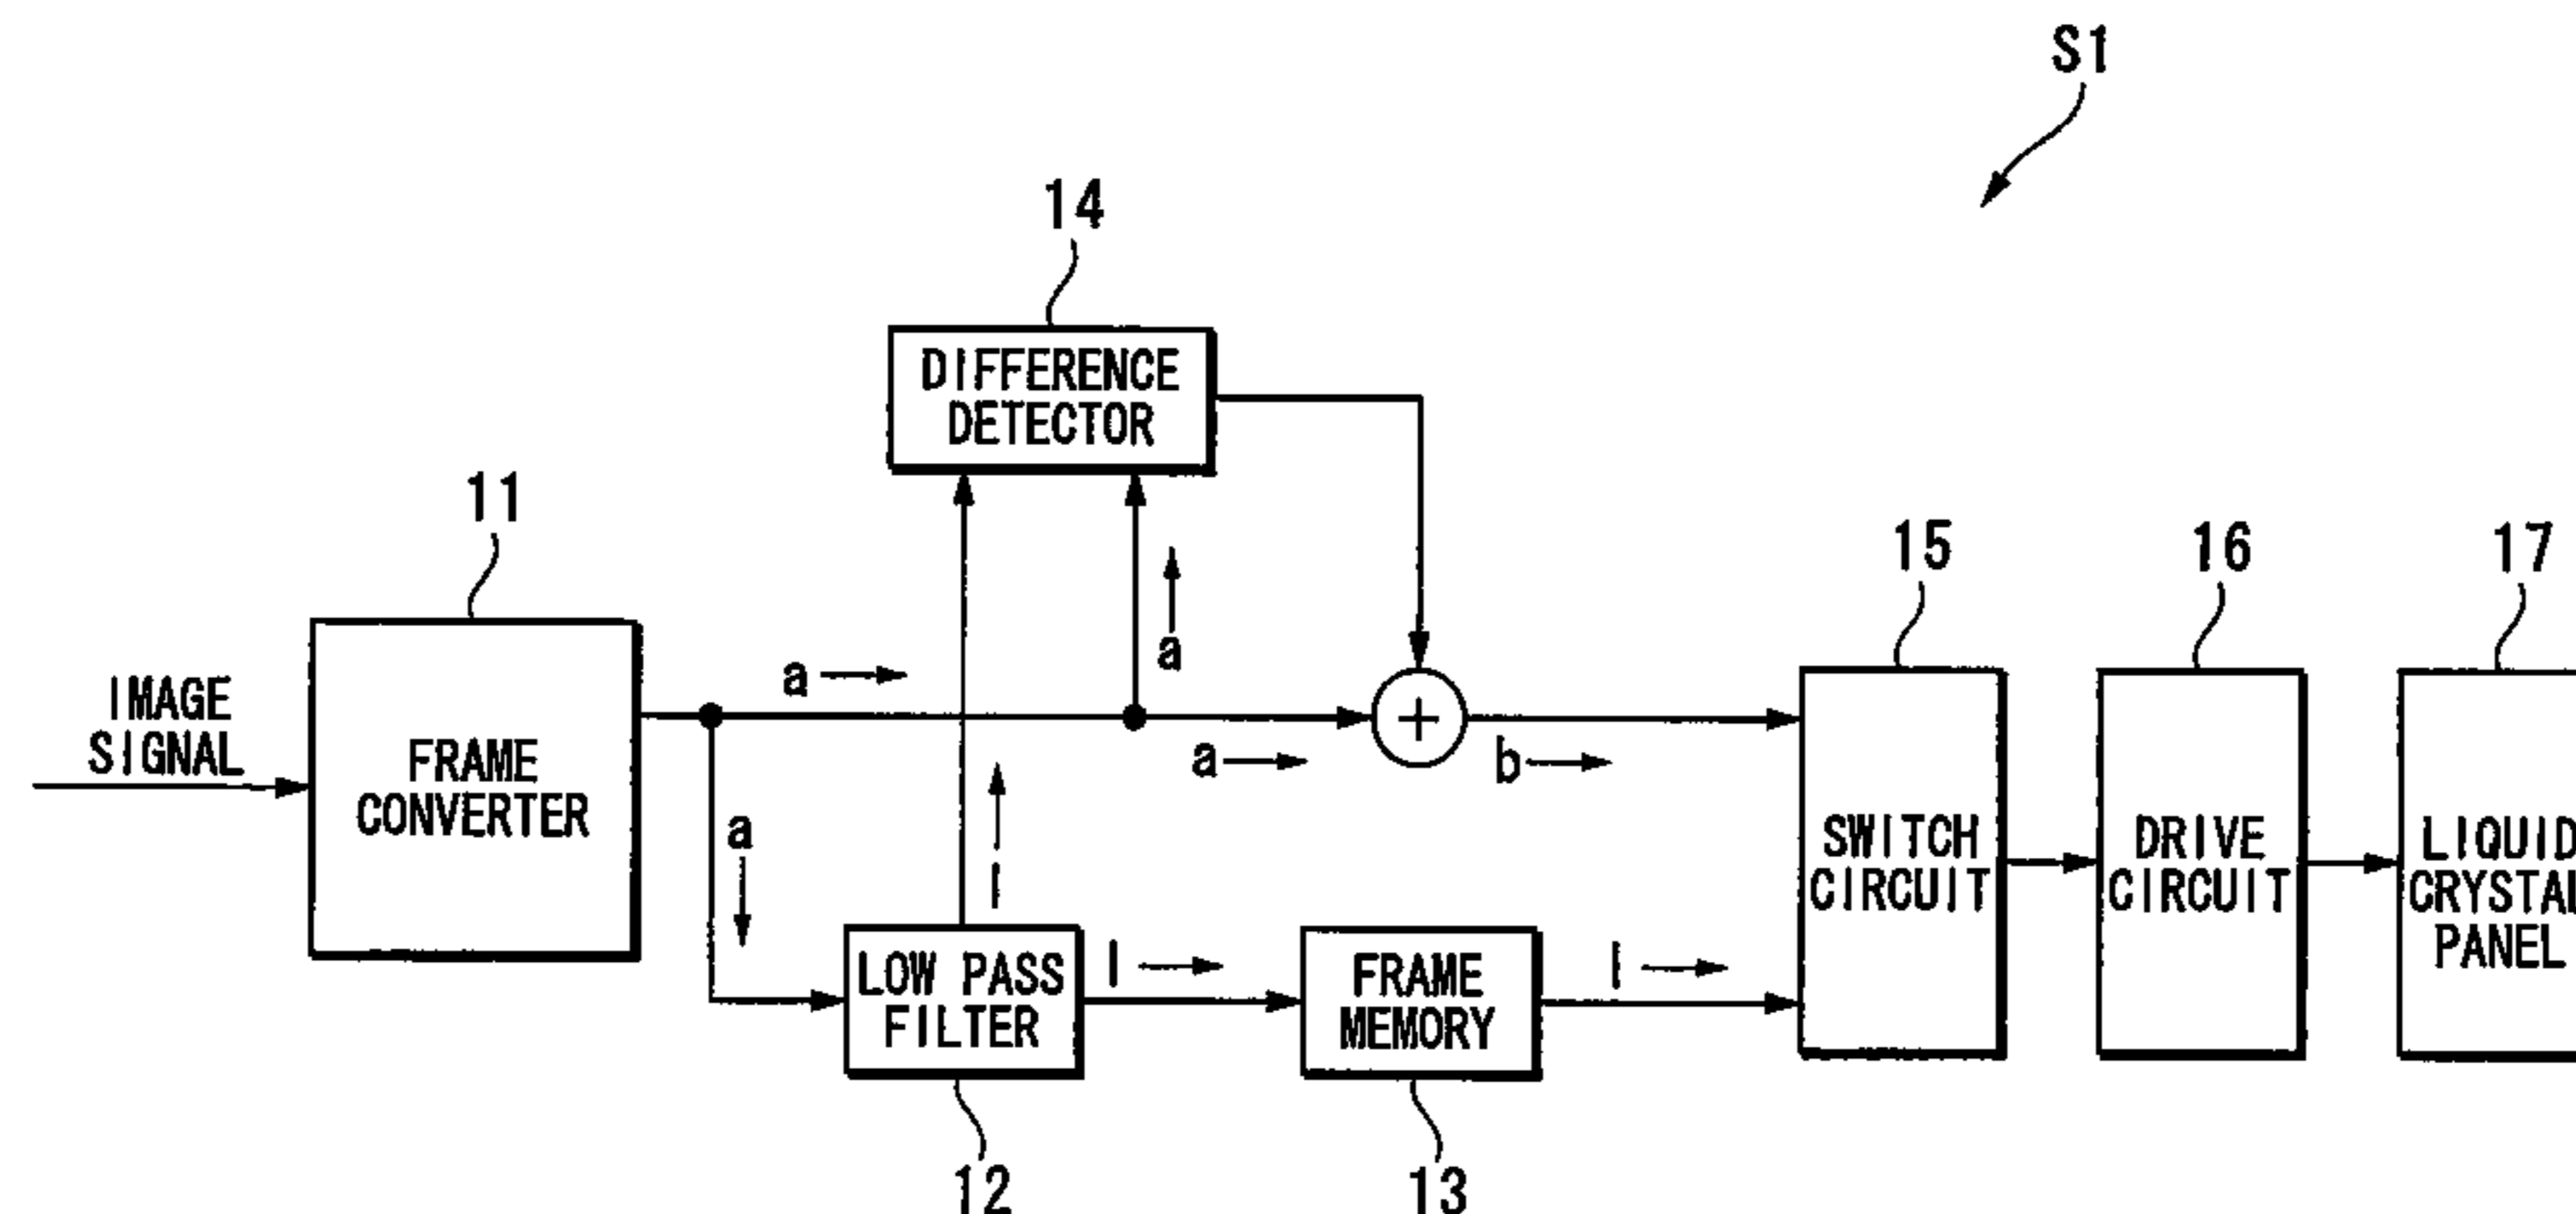 S1
14
DIFFERENCE
DETECTOR
11
15
16
17
IMAGE
SIGNAL
FRAME
CONVERTER
a
a
a
b
a
l
l
l
SWITCH
CIRCUIT
DRIVE
CIRCUIT
LIQUID
CRYSTAL
PANEL
LOW PASS
FILTER
FRAME
MEMORY
12
13